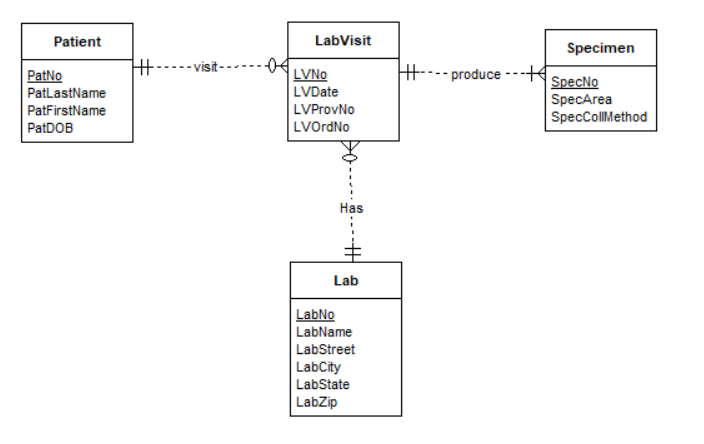 Patient
PatNo
PatLastName
PatFirstName
PatDOB
visit
LabVisit
LVNo
LVDate
LVProvNo
LVOrdNo
produce
Specimen
SpecNo
SpecArea
SpecCollMethod
Has
Lab
LabNo
LabName
LabStreet
LabCity
LabState
LabZip